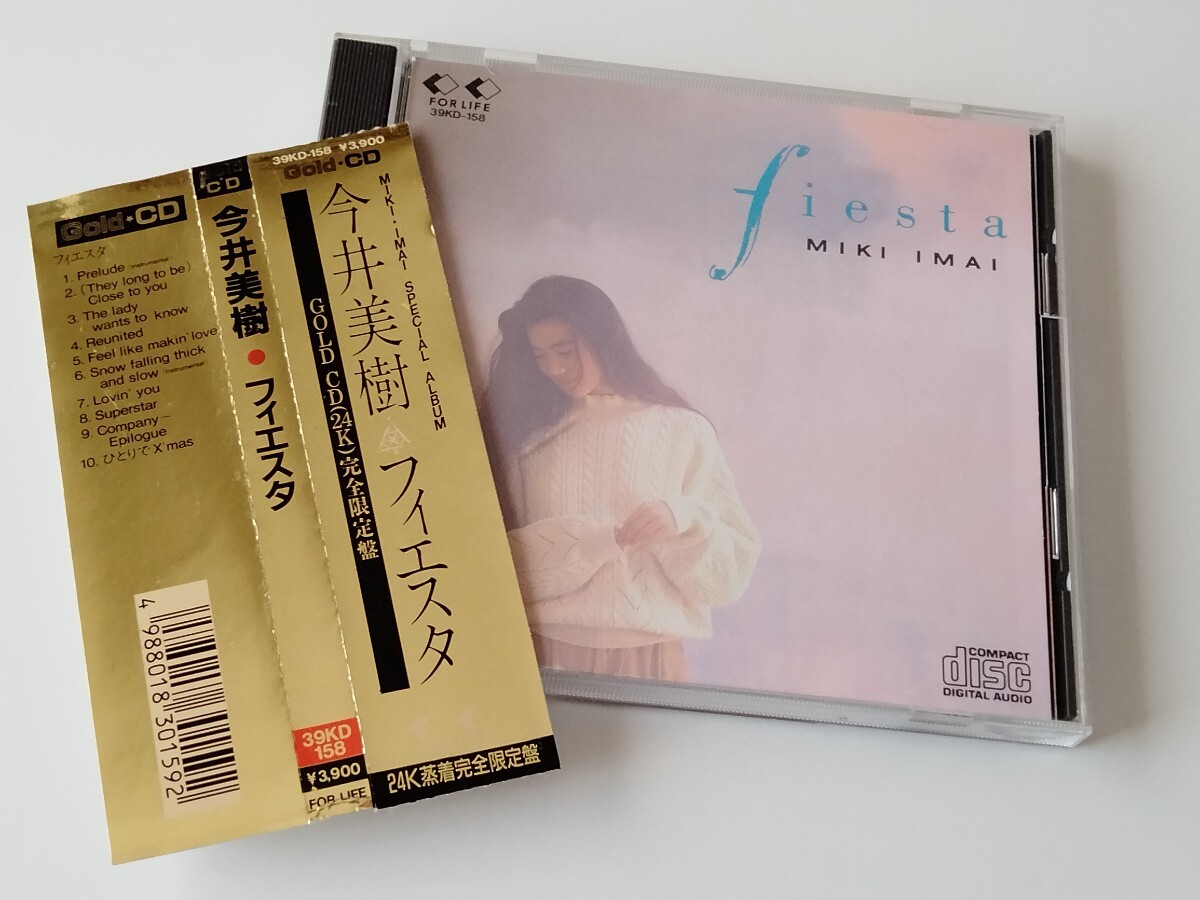 Gold★CD
フィエスタ
1. Prelude (Instrumental)
2. (They long to be)
Close to you
3. The lady
wants to know
4. Reunited
5. Feel like makin' love
6. Snow falling thick
and slow (Instrumental)
7. Lovin' you
8. Superstar
9. Company〜
Epilogue
10. ひとりでX'mas
4 988018 301592
CD
今井美樹●フィエスタ
39KD
158
¥3,900
FOR LIFE
39KD-158 ¥3,900
Gold★CD
MIKI・IMAI SPECIAL ALBUM
今井美樹
フィエスタ
GOLD CD(24K)完全限定盤
24K蒸着完全限定盤
FOR LIFE
39KD-158
fiesta
MIKI IMAI
COMPACT
disc
DIGITAL AUDIO